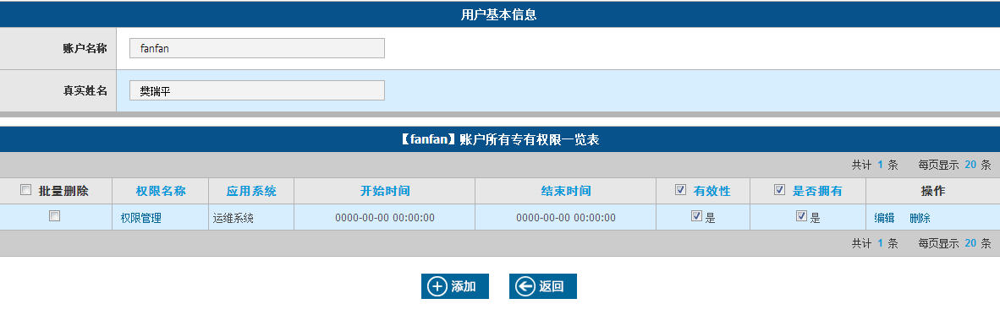 用户基本信息
账户名称 fanfan
真实姓名 樊瑞平
【fanfan】账户所有专有权限一览表
共计 1 条 每页显示 20 条
批量删除 权限名称 应用系统 开始时间 结束时间 有效性 是否拥有 操作
权限管理 运维系统 0000-00-00 00:00:00 0000-00-00 00:00:00 是 是 编辑 删除
共计 1 条 每页显示 20 条
添加 返回